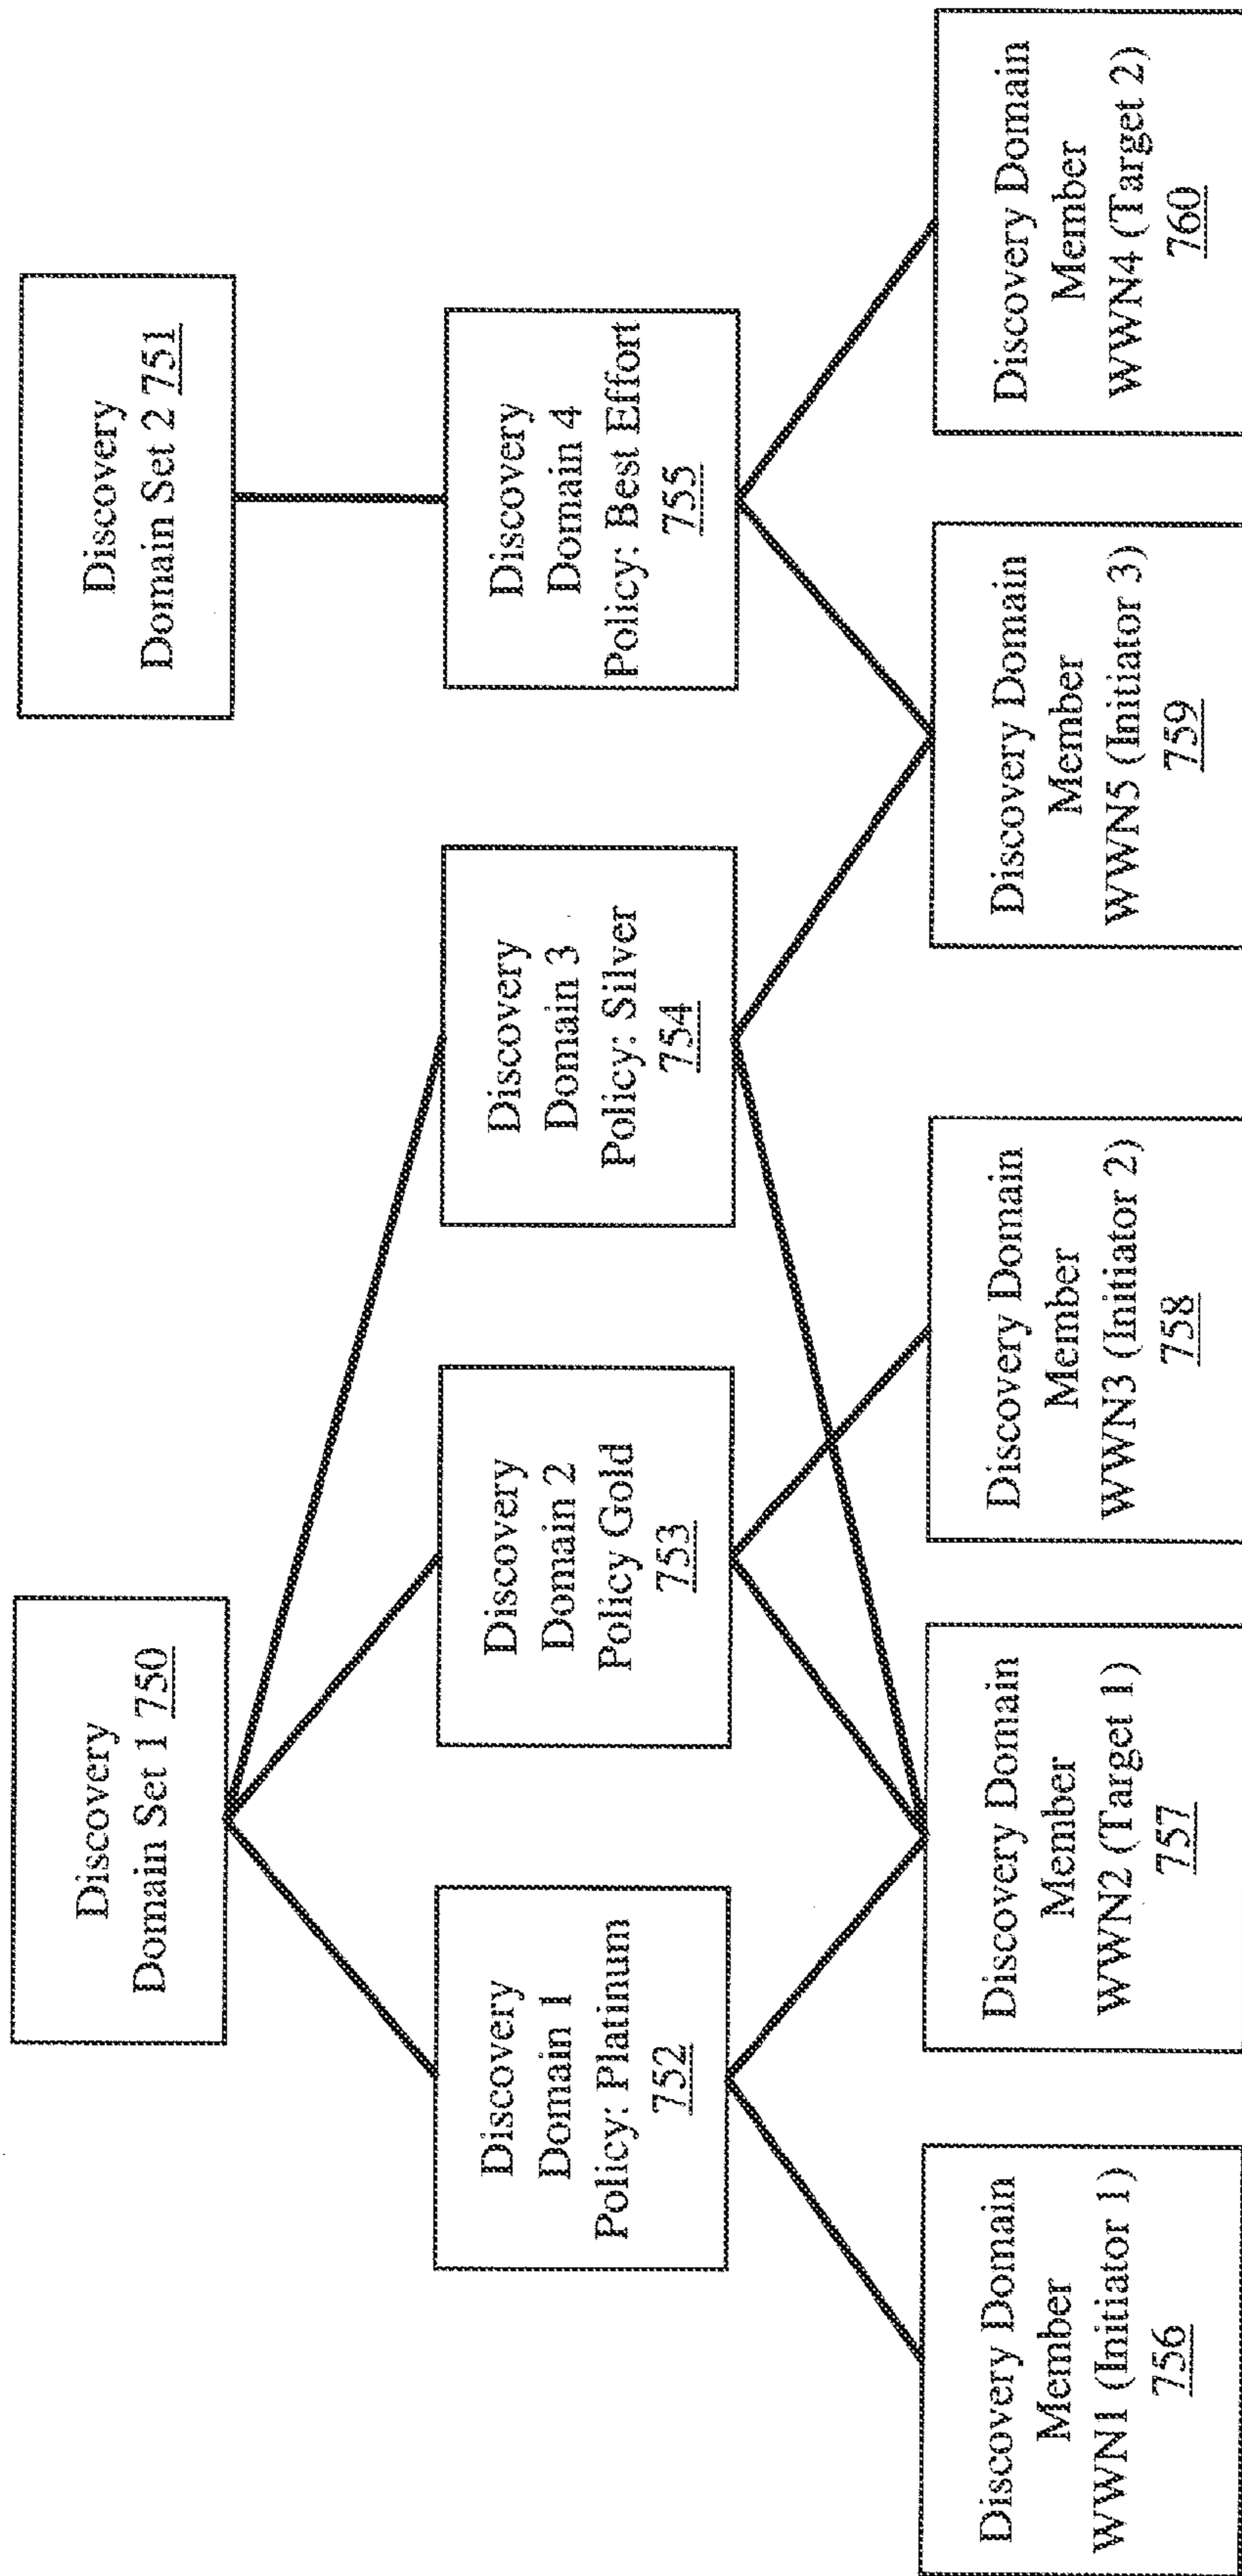 Discovery
Domain Set 1 750
Discovery
Domain Set 2 751
Discovery
Domain 1
Policy: Platinum
752
Discovery
Domain 2
Policy Gold
753
Discovery
Domain 3
Policy: Silver
754
Discovery
Domain 4
Policy: Best Effort
755
Discovery Domain
Member
WWN1 (Initiator 1)
756
Discovery Domain
Member
WWN2 (Target 1)
757
Discovery Domain
Member
WWN3 (Initiator 2)
758
Discovery Domain
Member
WWN5 (Initiator 3)
759
Discovery Domain
Member
WWN4 (Target 2)
760